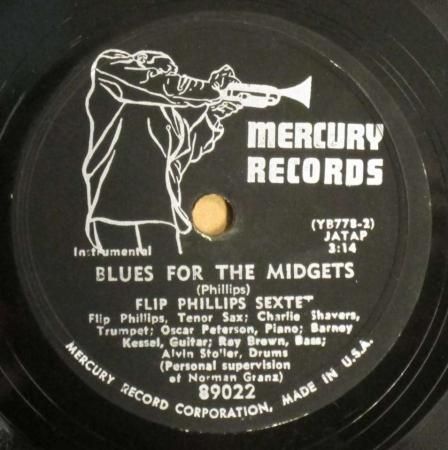 MERCURY
RECORDS
(YB778-2)
JATAP
3:14
Instrumental
BLUES FOR THE MIDGETS
(Phillips)
FLIP PHILLIPS SEXTET
Flip Phillips, Tenor Sax; Charlie Shavers,
Trumpet; Oscar Peterson, Piano; Barney
Kessel, Guitar; Ray Brown, Bass;
Alvin Stoller, Drums
(Personal supervision
of Norman Granz)
89022
MERCURY RECORD CORPORATION, MADE IN U.S.A.